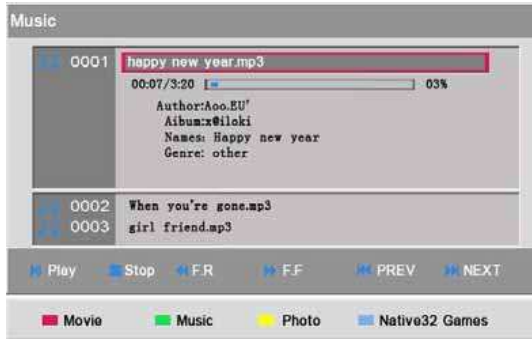 Music
0001 happy new year.mp3
00:07/3:20 03%
Author:Aoo.EU'
Aibum:x@iloki
Names: Happy new year
Genre: other
0002 When you're gone.mp3
0003 girl friend.mp3
Play Stop F.R F.F PREV NEXT
Movie Music Photo Native32 Games